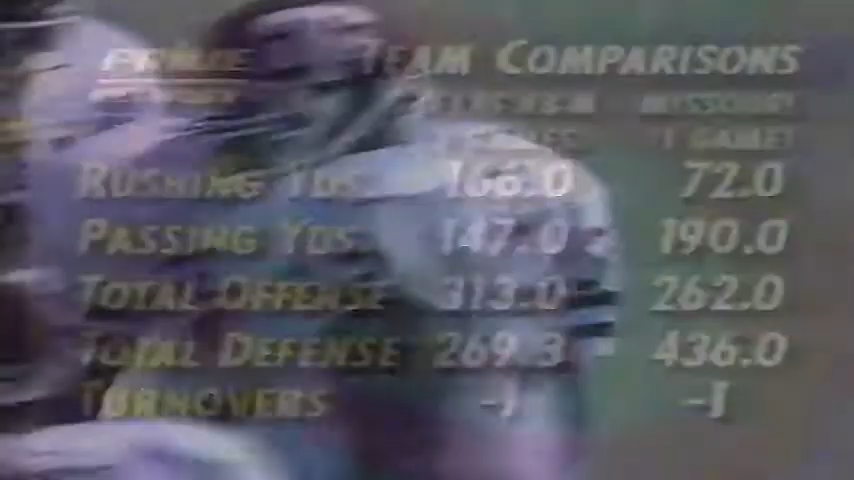 TEAM COMPARISONS
MISSOURI
1 GAME)
RUSHING YDS. 166.0 72.0
PASSING YDS. 147.0 190.0
TOTAL OFFENSE 313.0 262.0
TOTAL DEFENSE 269.3 436.0
TURNOVERS -1 -1